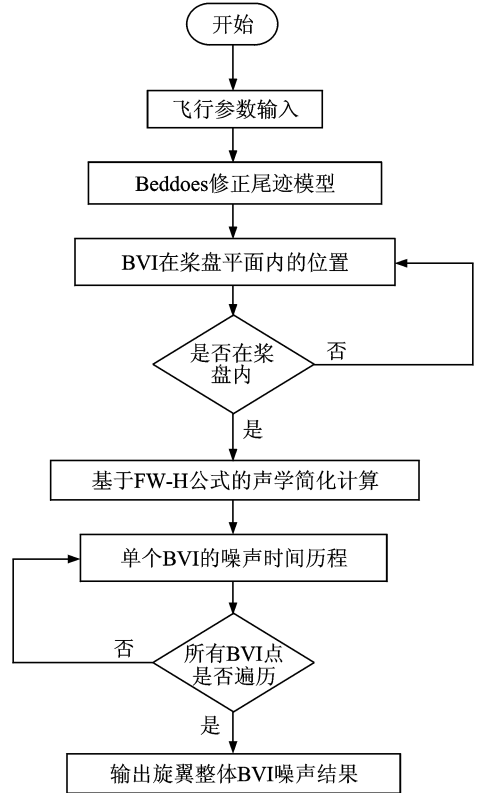 开始
飞行参数输入
Beddoes修正尾迹模型
BVI在桨盘平面内的位置
是否在桨
盘内
否
是
基于FW-H公式的声学简化计算
单个BVI的噪声时间历程
否
所有BVI点
是否遍历
是
输出旋翼整体BVI噪声结果